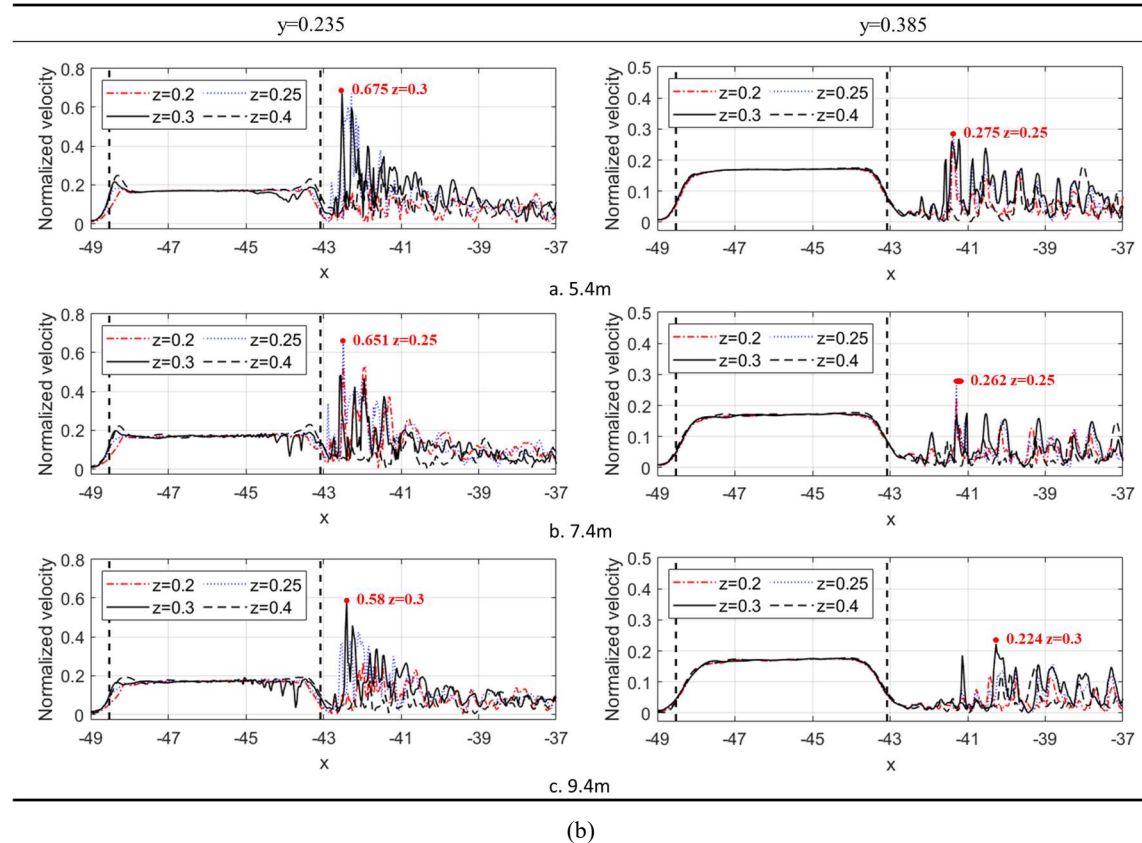 y=0.235 y=0.385
Normalized velocity
0.8
0.6
0.4
0.2
0
z=0.2 z=0.25
z=0.3 z=0.4
0.675 z=0.3
-49 -47 -45 -43 -41 -39 -37
x
Normalized velocity
0.5
0.4
0.3
0.2
0.1
0
z=0.2 z=0.25
z=0.3 z=0.4
0.275 z=0.25
-49 -47 -45 -43 -41 -39 -37
x
a. 5.4m
Normalized velocity
0.8
0.6
0.4
0.2
0
z=0.2 z=0.25
z=0.3 z=0.4
0.651 z=0.25
-49 -47 -45 -43 -41 -39 -37
x
Normalized velocity
0.5
0.4
0.3
0.2
0.1
0
z=0.2 z=0.25
z=0.3 z=0.4
0.262 z=0.25
-49 -47 -45 -43 -41 -39 -37
x
b. 7.4m
Normalized velocity
0.8
0.6
0.4
0.2
0
z=0.2 z=0.25
z=0.3 z=0.4
0.58 z=0.3
-49 -47 -45 -43 -41 -39 -37
x
Normalized velocity
0.5
0.4
0.3
0.2
0.1
0
z=0.2 z=0.25
z=0.3 z=0.4
0.224 z=0.3
-49 -47 -45 -43 -41 -39 -37
x
c. 9.4m
(b)